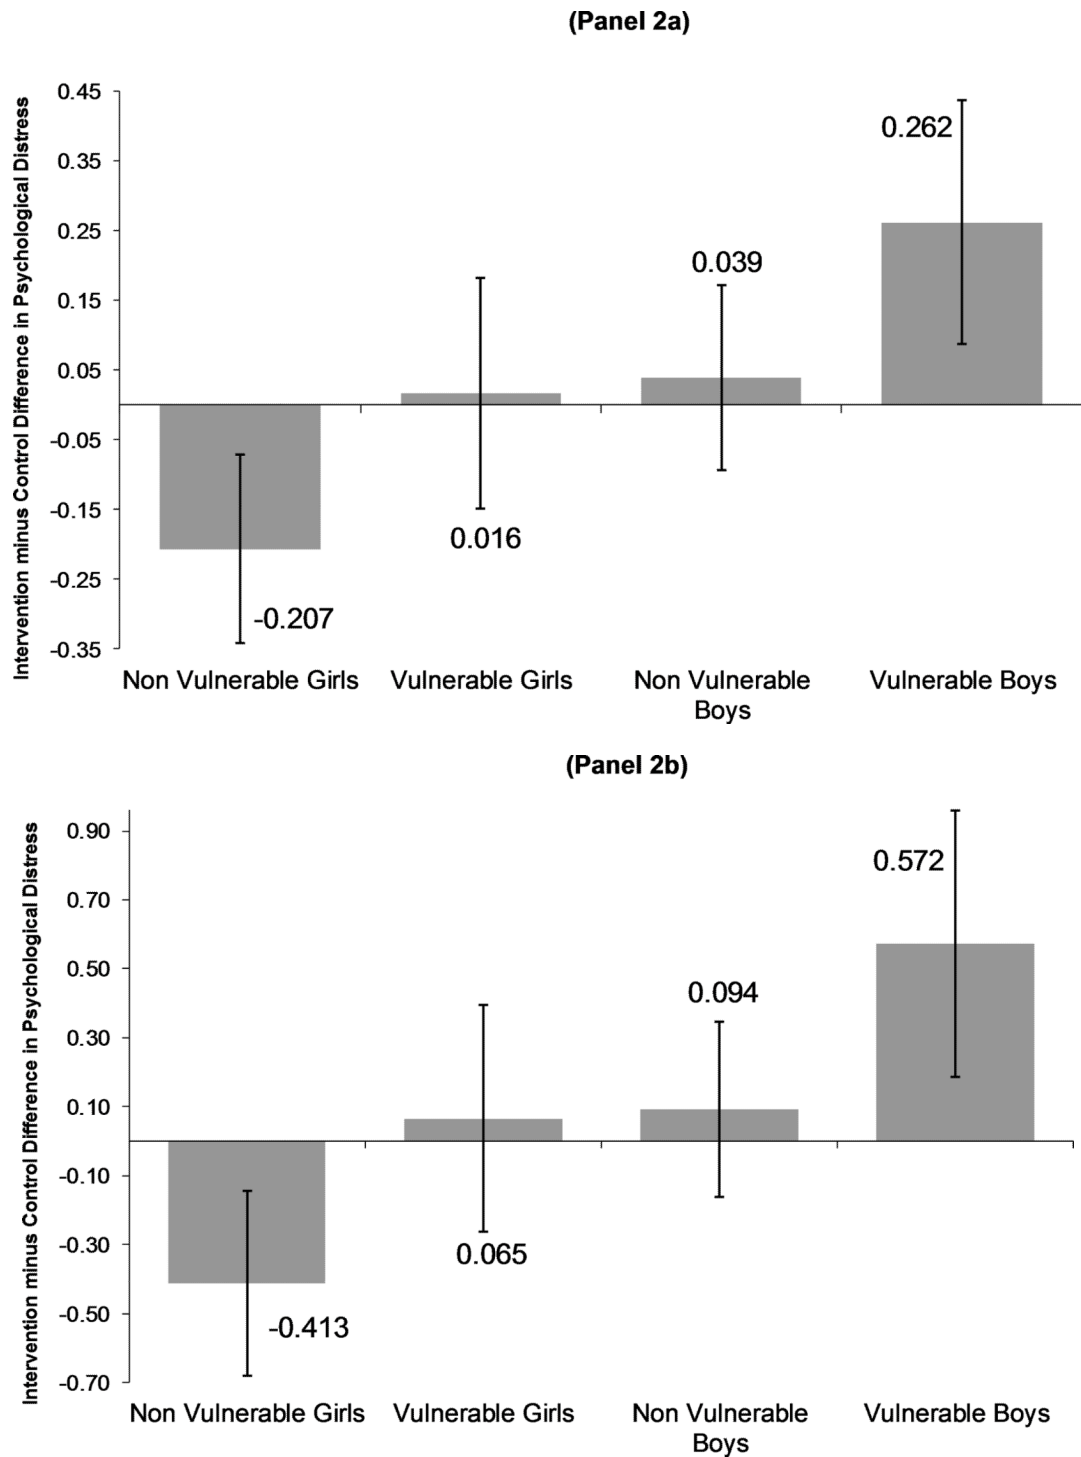 (Panel 2a)
Intervention minus Control Difference in Psychological Distress
0.45
0.35
0.25
0.15
0.05
-0.05
-0.15
-0.25
-0.35
0.262
0.039
0.016
-0.207
Non Vulnerable Girls
Vulnerable Girls
Non Vulnerable
Boys
Vulnerable Boys
(Panel 2b)
Intervention minus Control Difference in Psychological Distress
0.90
0.70
0.50
0.30
0.10
-0.10
-0.30
-0.50
-0.70
0.572
0.094
0.065
-0.413
Non Vulnerable Girls
Vulnerable Girls
Non Vulnerable
Boys
Vulnerable Boys